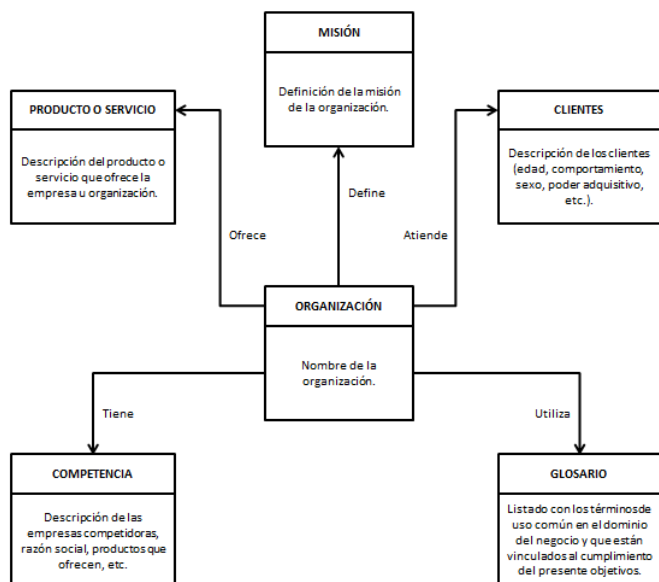 MISIÓN
Definición de la misión
de la organización.
PRODUCTO O SERVICIO
Descripción del producto o
servicio que ofrece la
empresa u organización.
CLIENTES
Descripción de los clientes
(edad, comportamiento,
sexo, poder adquisitivo,
etc.).
Define
Ofrece
Atiende
ORGANIZACIÓN
Nombre de la
organización.
Tiene
Utiliza
COMPETENCIA
Descripción de las
empresas competidoras,
razón social, productos que
ofrecen, etc.
GLOSARIO
Listado con los términosde
uso común en el dominio
del negocio y que están
vinculados al cumplimiento
del presente objetivos.